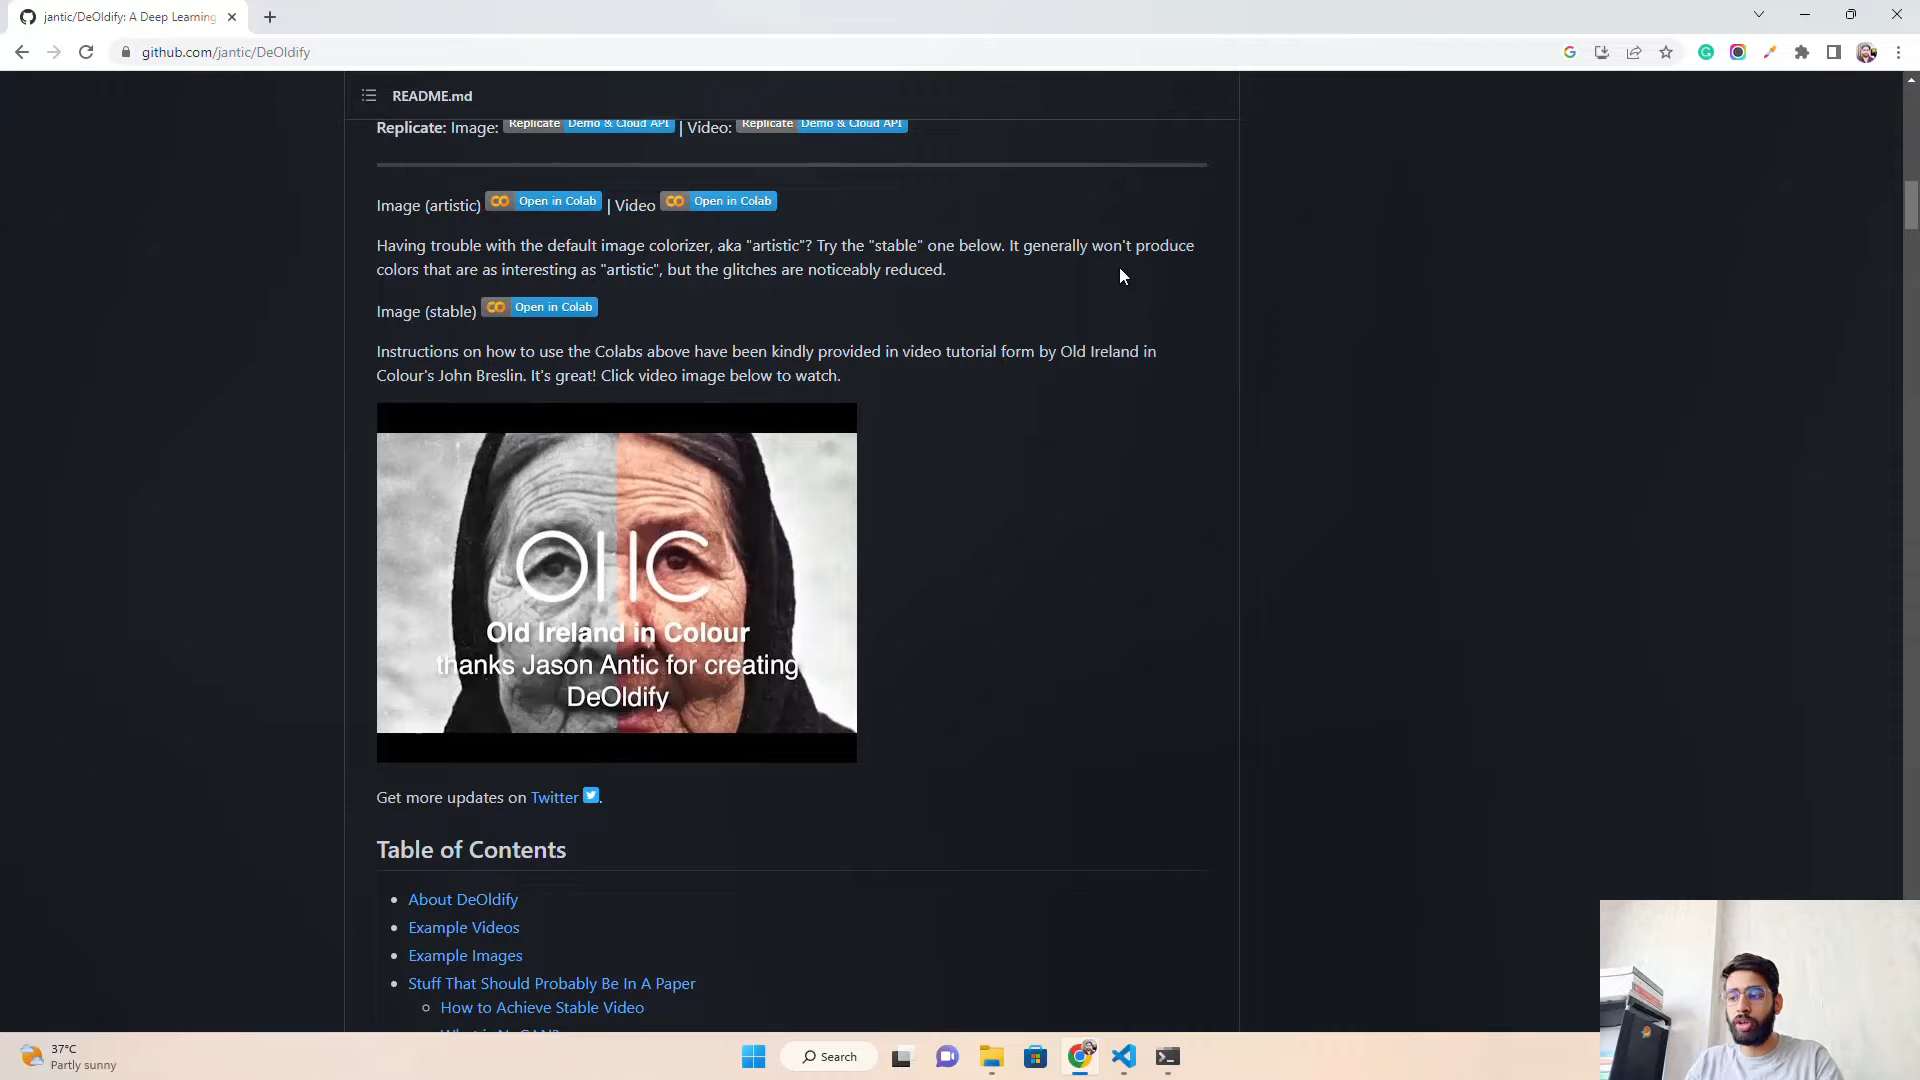 jantic/DeOldify: A Deep Learning
github.com/jantic/DeOldify
README.md
Replicate: Image: Replicate Demo & Cloud API | Video: Replicate Demo & Cloud API
Image (artistic) Open in Colab | Video Open in Colab
Having trouble with the default image colorizer, aka "artistic"? Try the "stable" one below. It generally won't produce
colors that are as interesting as "artistic", but the glitches are noticeably reduced.
Image (stable) Open in Colab
Instructions on how to use the Colabs above have been kindly provided in video tutorial form by Old Ireland in
Colour's John Breslin. It's great! Click video image below to watch.
OIIC
Old Ireland in Colour
thanks Jason Antic for creating
DeOldify
Get more updates on Twitter.
Table of Contents
About DeOldify
Example Videos
Example Images
Stuff That Should Probably Be In A Paper
How to Achieve Stable Video
What is NoGAN?
37°C
Partly sunny
Search